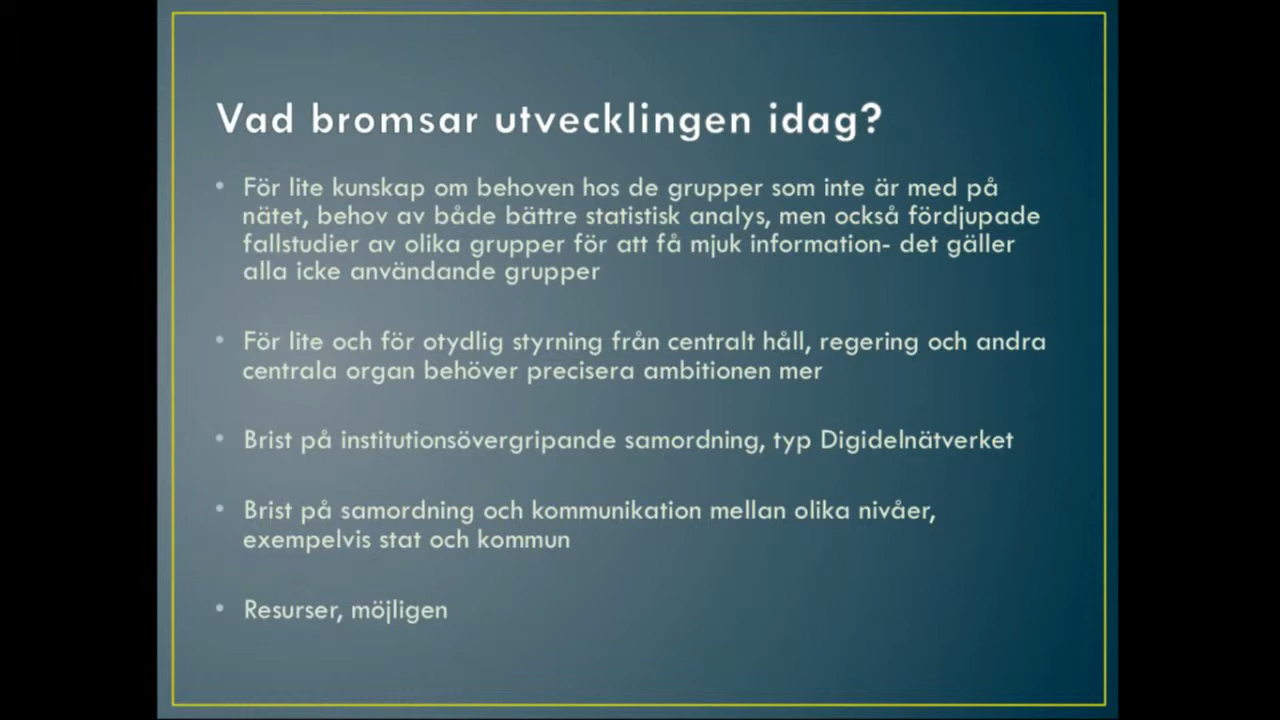 Vad bromsar utvecklingen idag?
• För lite kunskap om behoven hos de grupper som inte är med på
nätet, behov av både bättre statistisk analys, men också fördjupade
fallstudier av olika grupper för att få mjuk information- det gäller
alla icke användande grupper
• För lite och för otydlig styrning från centralt håll, regering och andra
centrala organ behöver precisera ambitionen mer
• Brist på institutionsövergripande samordning, typ Digidelnätverket
• Brist på samordning och kommunikation mellan olika nivåer,
exempelvis stat och kommun
• Resurser, möjligen